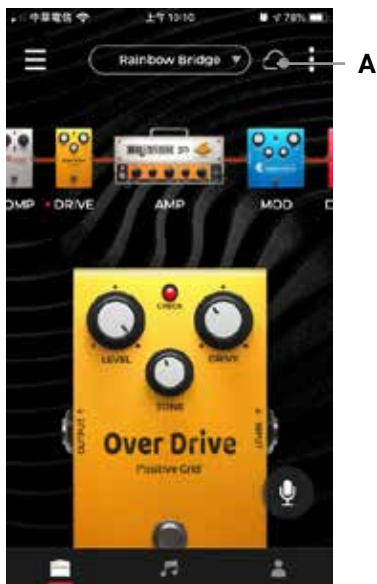 中華電信 上午10:10 78%
Rainbow Bridge
A
OMP DRIVE AMP MOD D
CHECK
LEVEL DRIVE
TONE
OUTPUT INPUT
Over Drive
Positive Grid